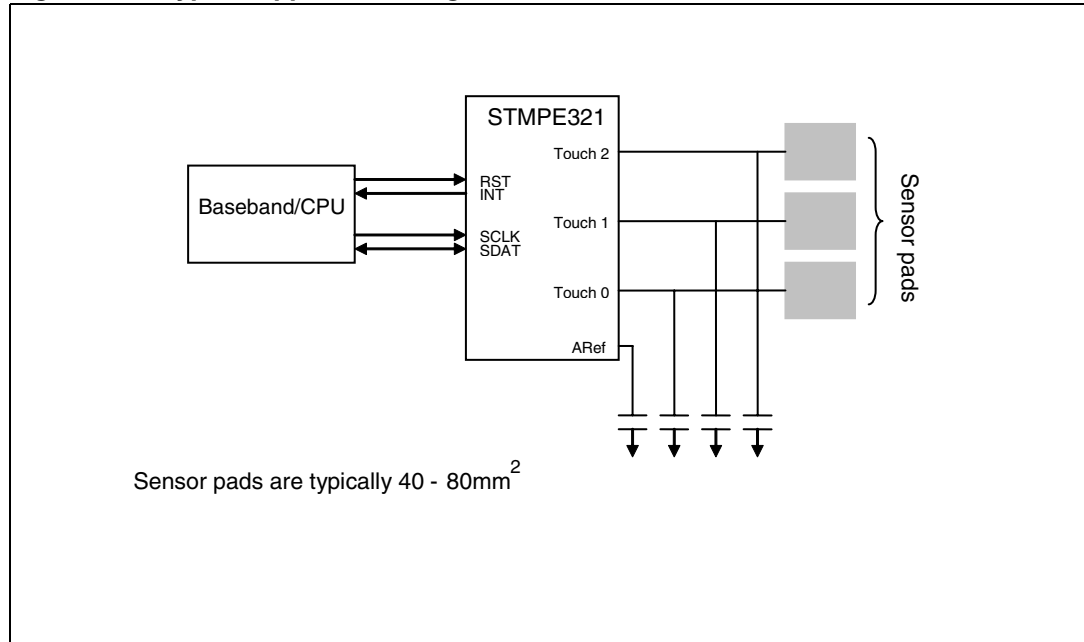 STMPE321
Touch 2
Baseband/CPU
RST
INT
Touch 1
SCLK
SDAT
Touch 0
ARef
Sensor pads
Sensor pads are typically 40 - 80mm²